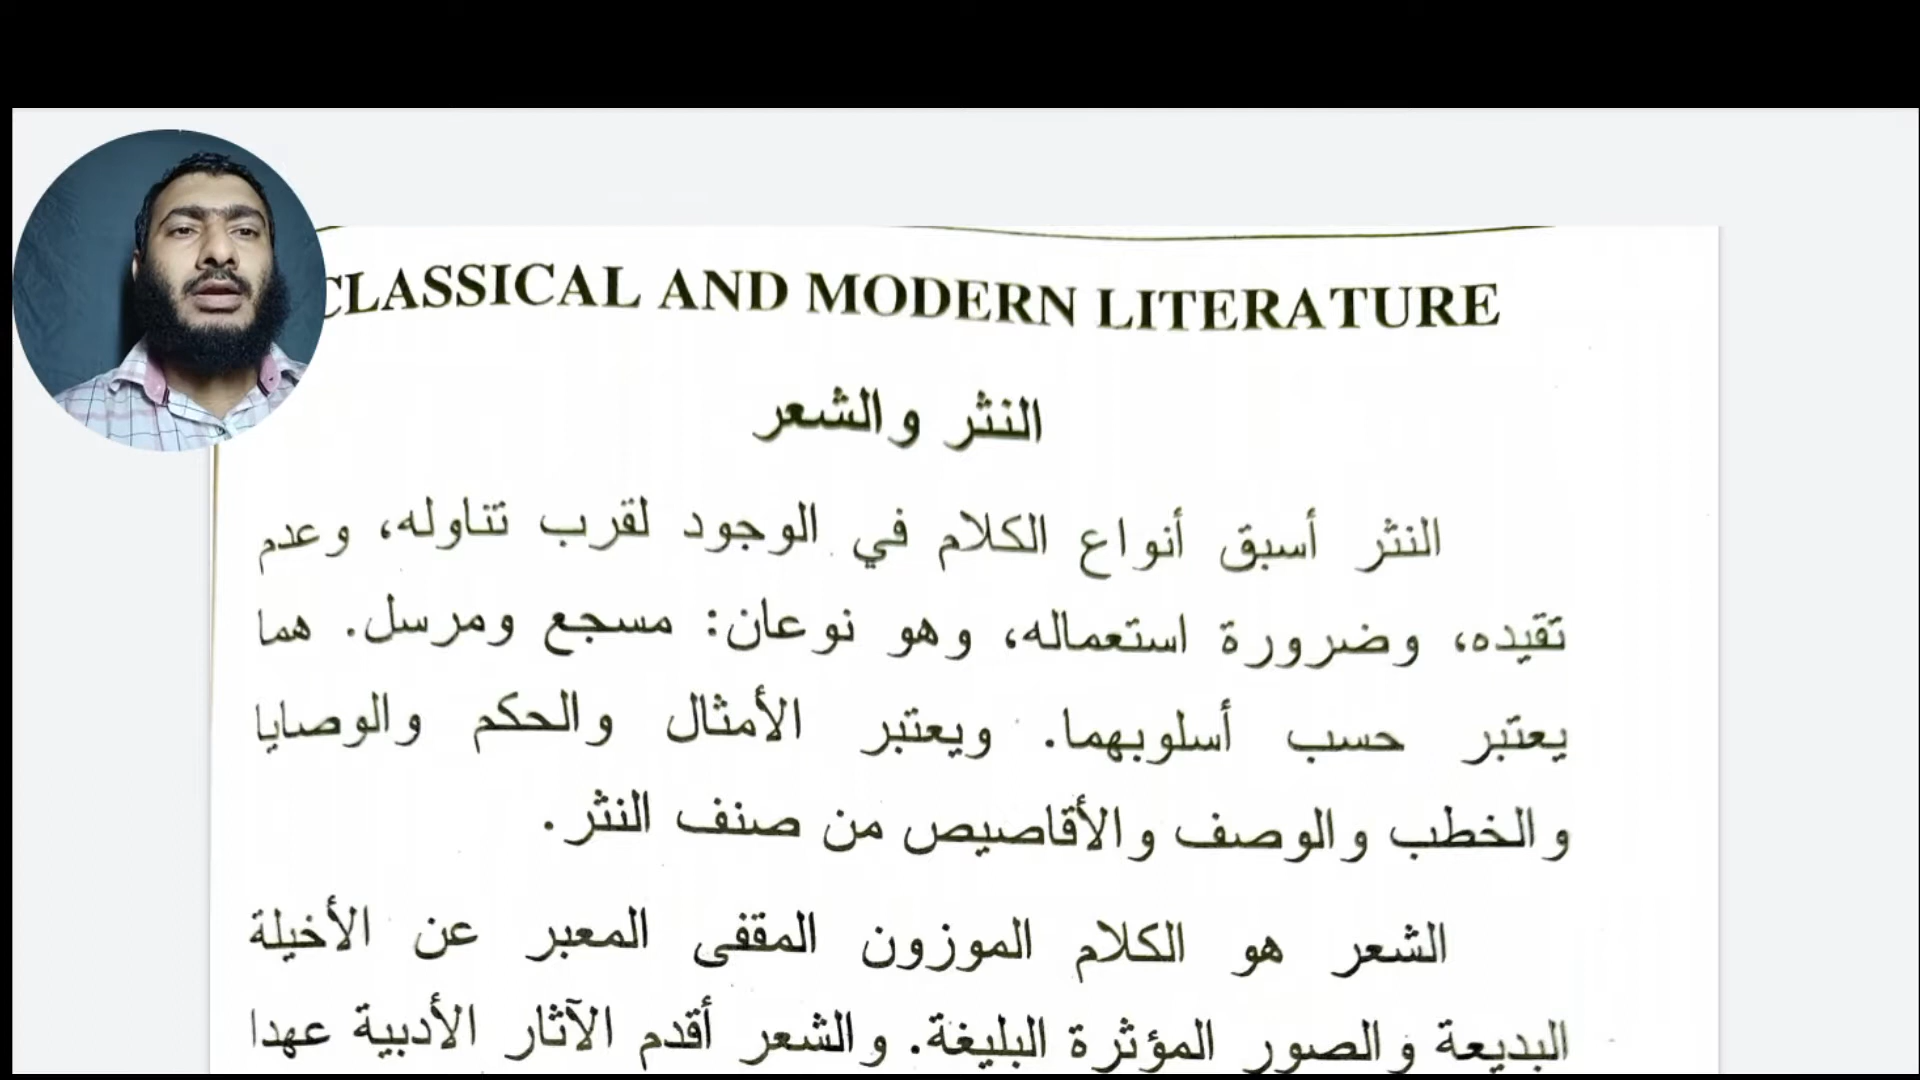 CLASSICAL AND MODERN LITERATURE
النثر والشعر
النثر أسبق أنواع الكلام في الوجود لقرب تناوله، وعدم
تقيده، وضرورة استعماله، وهو نوعان: مسجع ومرسل. هما
يعتبر حسب أسلوبهما. ويعتبر الأمثال والحكم والوصايا
والخطب والوصف والأقاصيص من صنف النثر.
الشعر هو الكلام الموزون المقفى المعبر عن الأخيلة
البديعة والصور المؤثرة البليغة. والشعر أقدم الآثار الأدبية عهدا